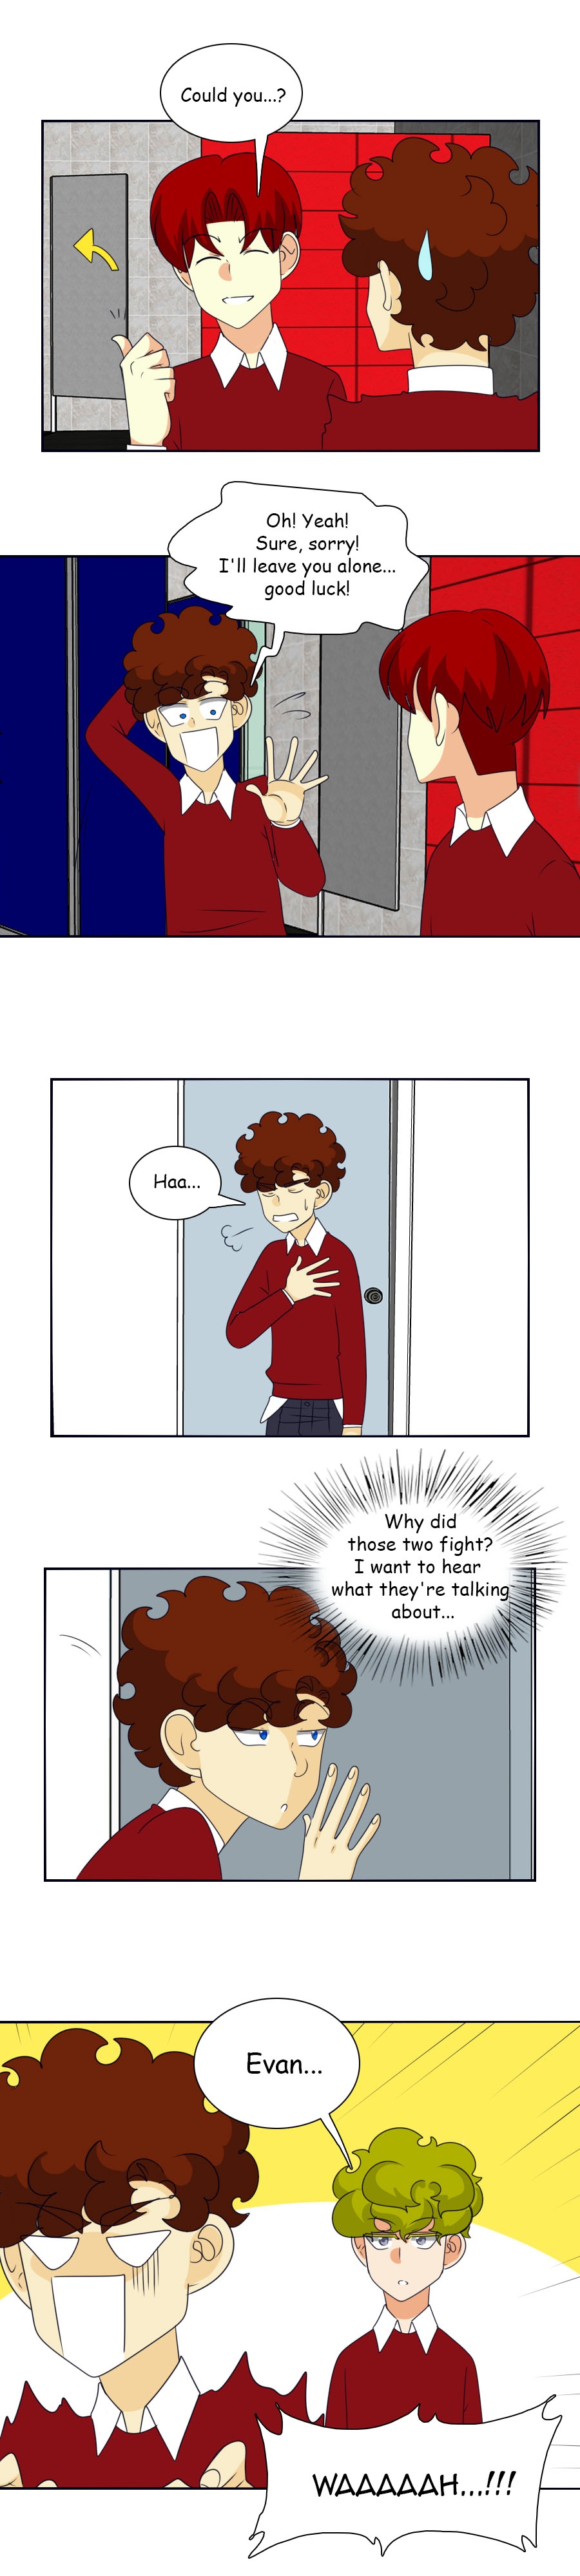 Could you...?
Oh! Yeah!
Sure, sorry!
I'll leave you alone...
good luck!
Haa...
Why did
those two fight?
I want to hear
what they're talking
about...
Evan...
WAAAAAH...!!!